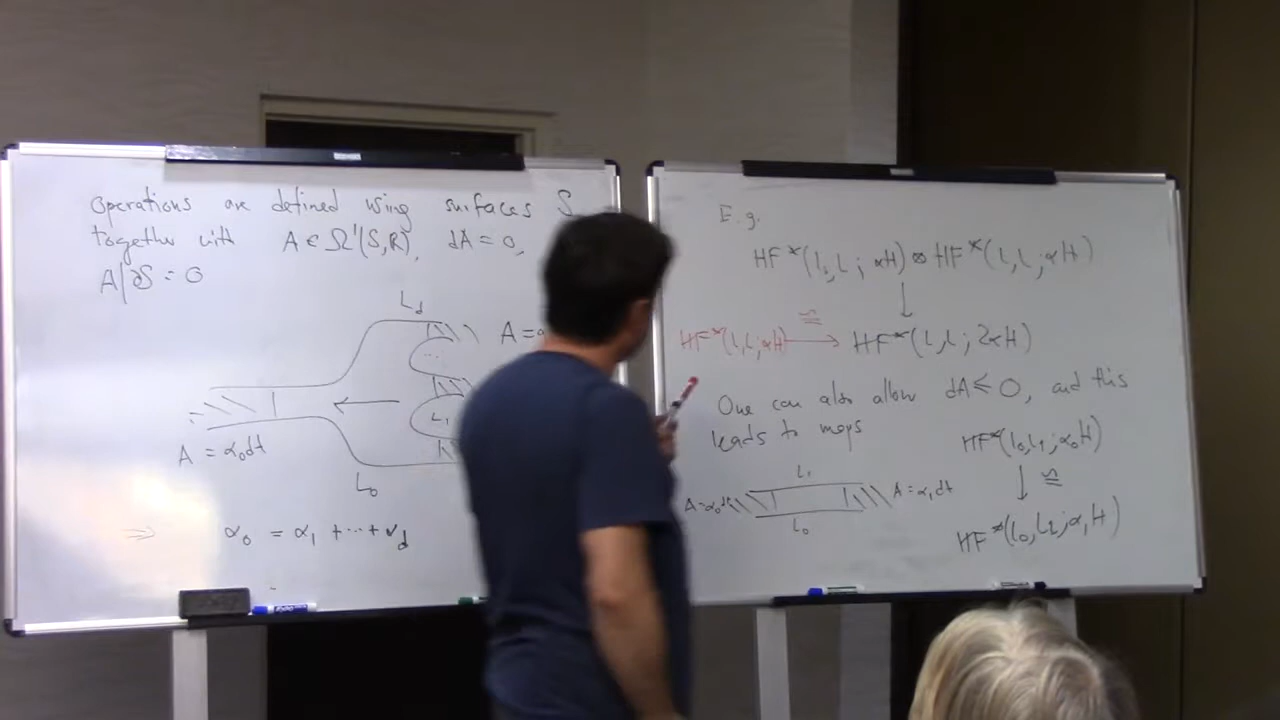 operations are defined using surfaces S
together with A ∈ Ω¹(S,R), dA = 0,
A|∂S = 0
L_d
A =
L_1
A = α_0 dt
L_0
⇒ α_0 = α_1 + ⋯ + α_d
E.g.
HF*(L,L; αH) ⊗ HF*(L,L; αH)
↓
HF*(L,L; αH) ≅→ HF*(L,L; 2αH)
One can also allow dA ≤ 0, and this
leads to maps
HF*(L_0,L_1; α_0H)
↓ ≅
HF*(L_0,L_1; α_1H)
L_1
A = α_0 dt
A = α_1 dt
L_0